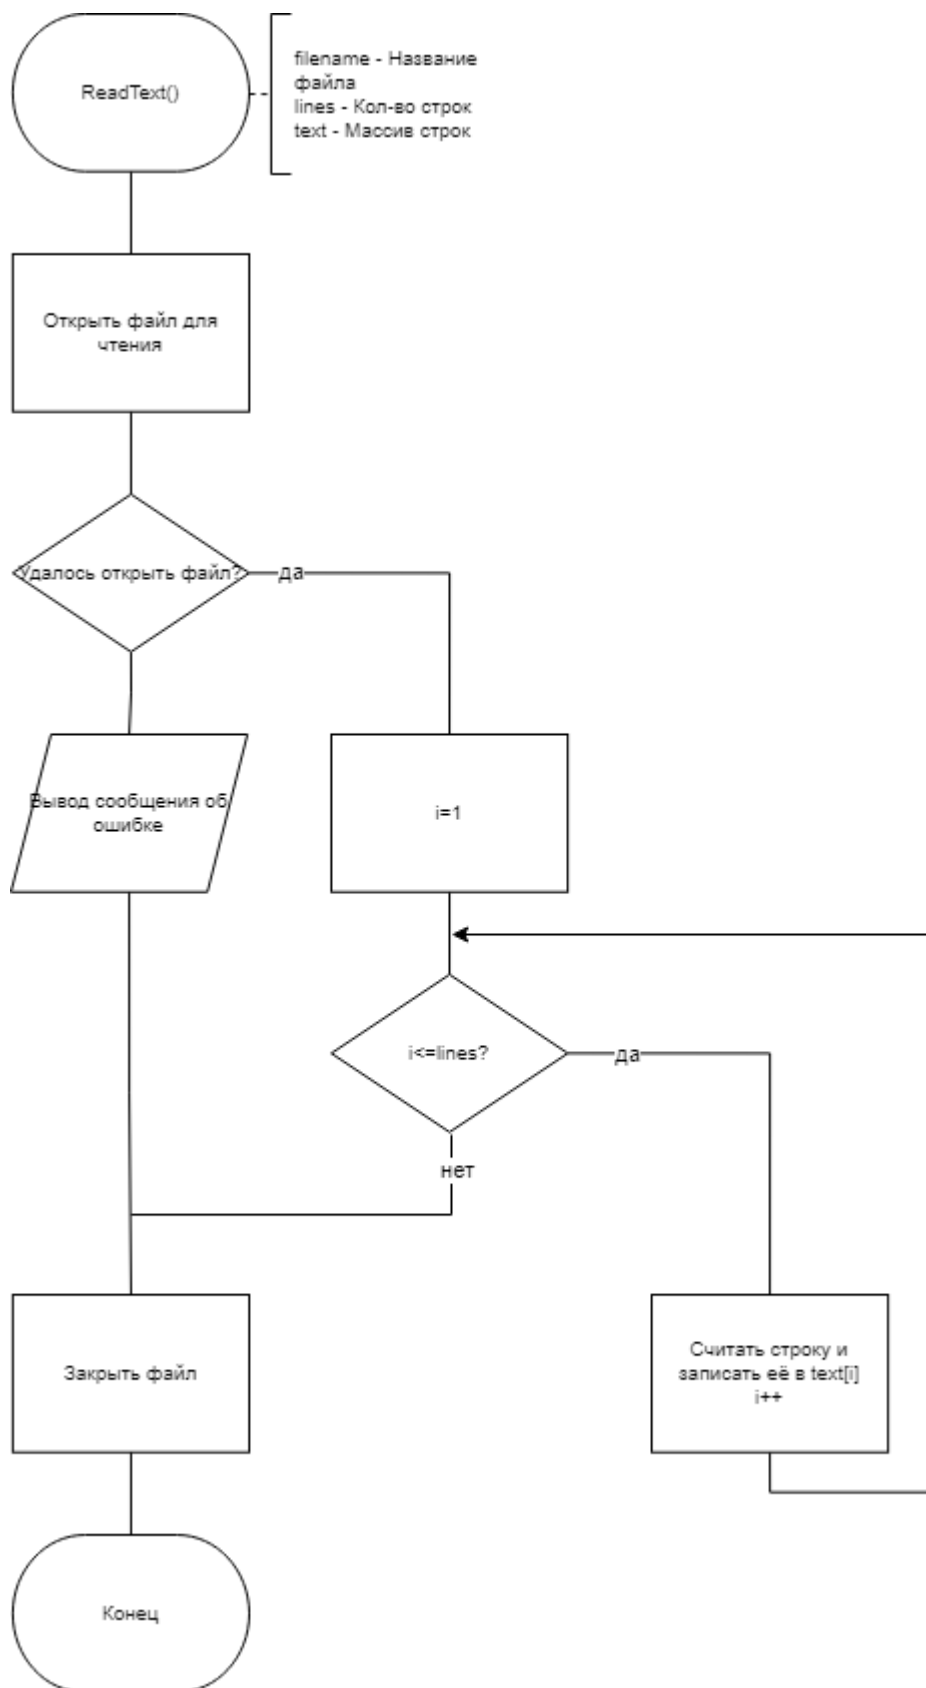 ReadText()
filename - Название
файла
lines - Кол-во строк
text - Массив строк
Открыть файл для
чтения
Удалось открыть файл?
да
Вывод сообщения об
ошибке
i=1
i<=lines?
да
нет
Закрыть файл
Считать строку и
записать её в text[i]
i++
Конец